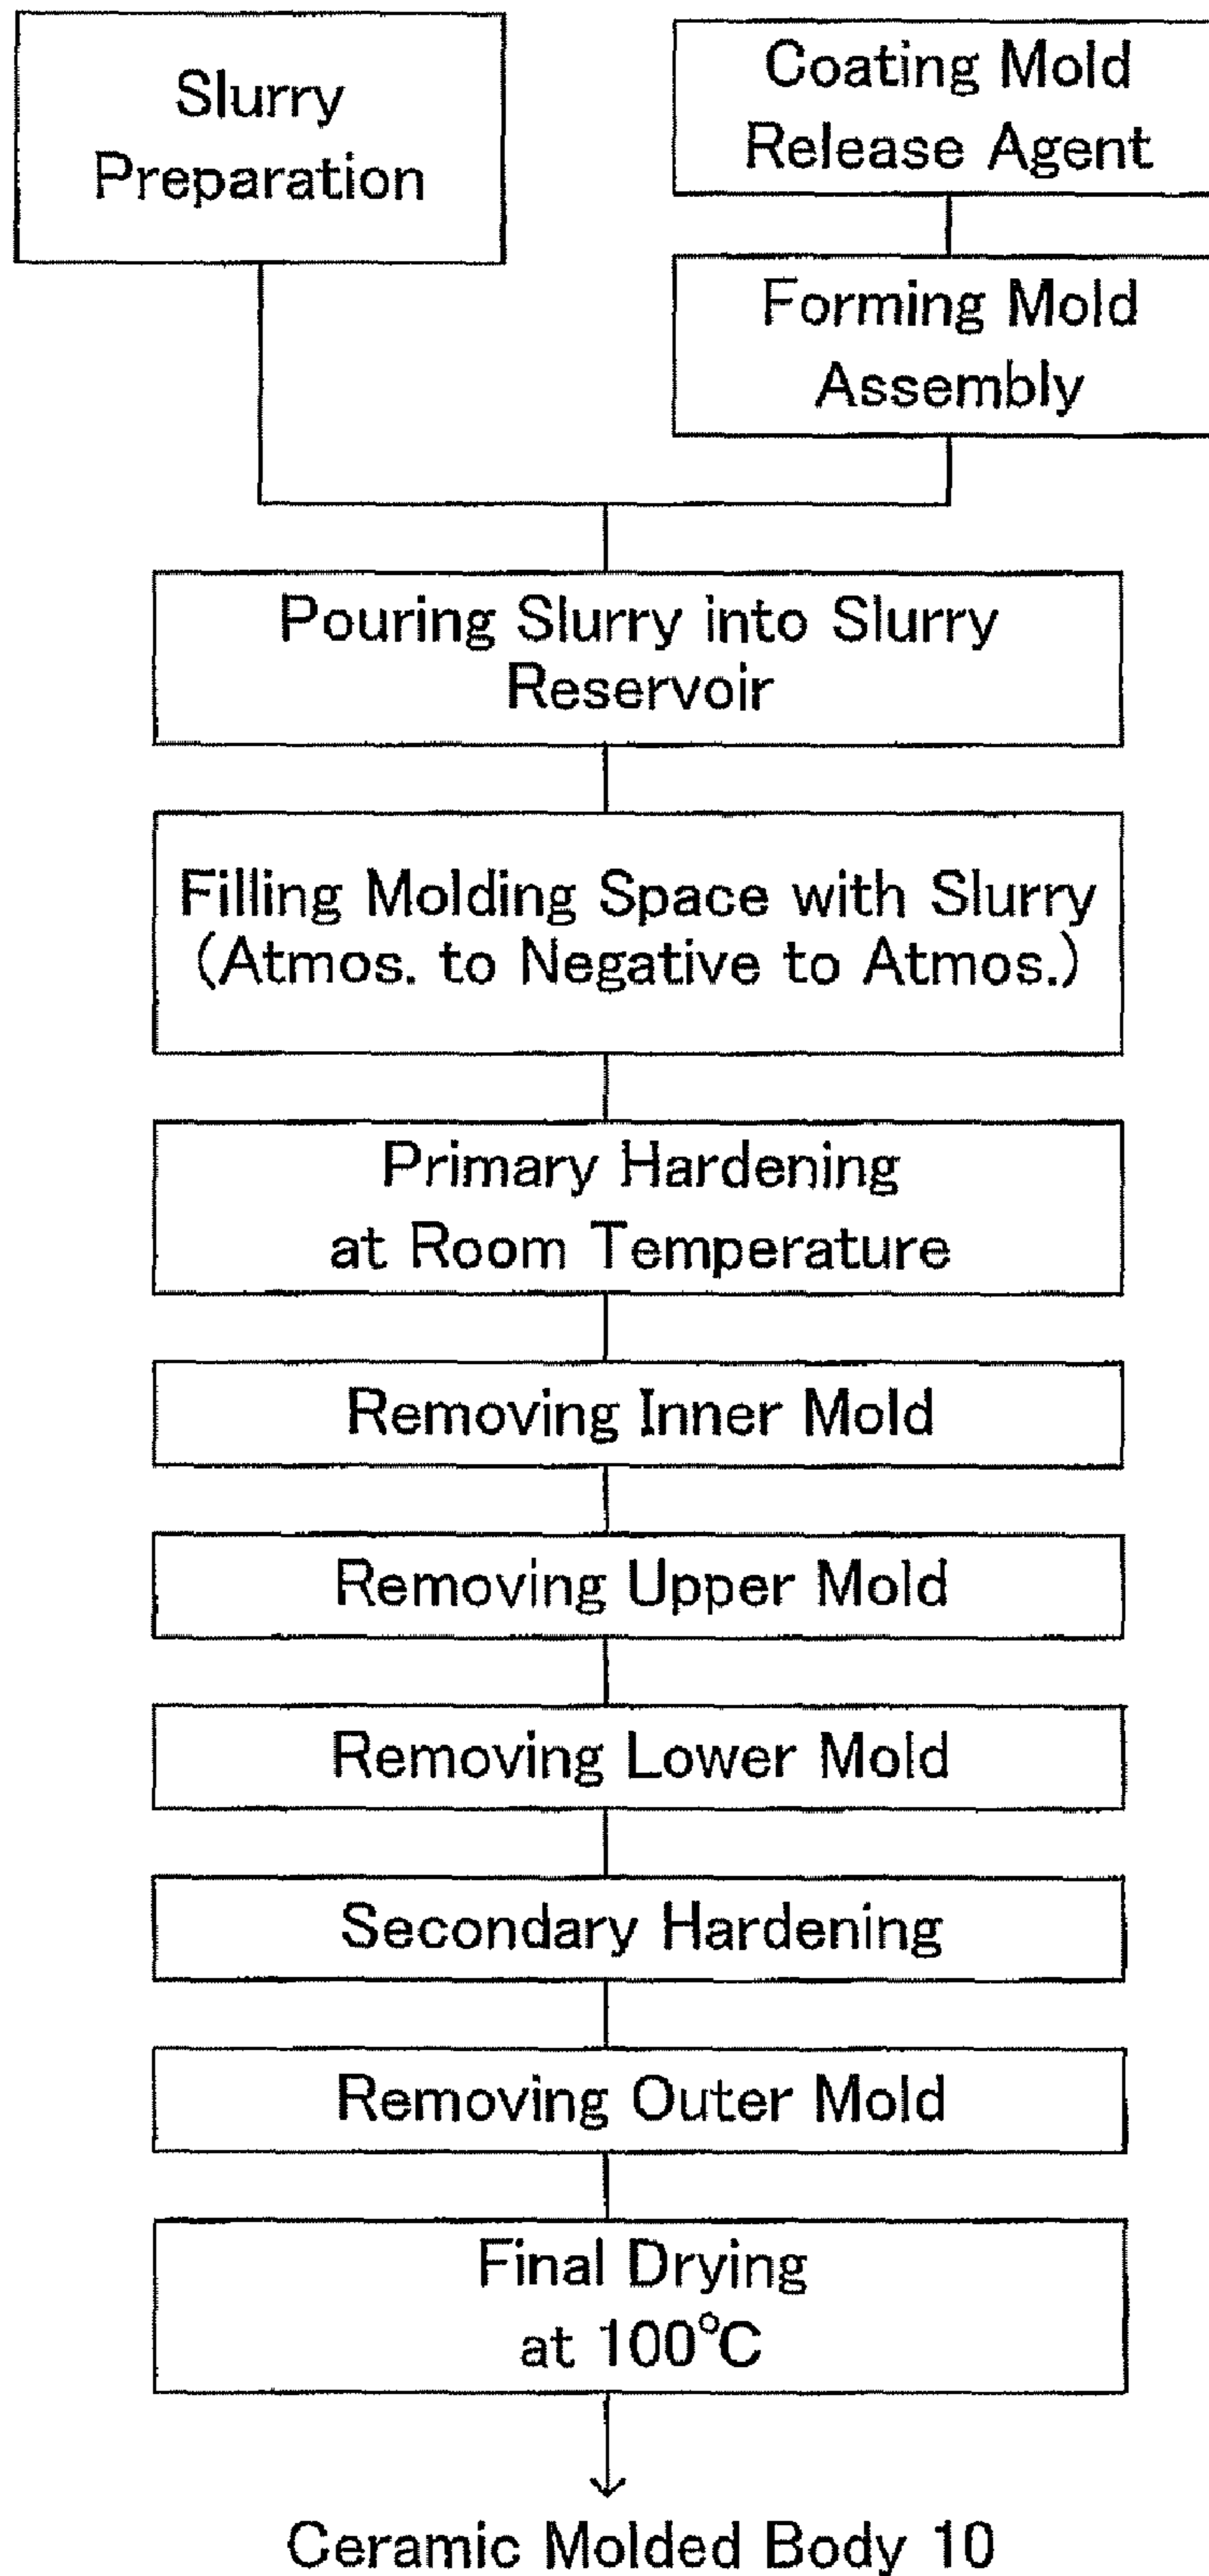 Slurry
Preparation
Coating Mold
Release Agent
Forming Mold
Assembly
Pouring Slurry into Slurry
Reservoir
Filling Molding Space with Slurry
(Atmos. to Negative to Atmos.)
Primary Hardening
at Room Temperature
Removing Inner Mold
Removing Upper Mold
Removing Lower Mold
Secondary Hardening
Removing Outer Mold
Final Drying
at 100°C
Ceramic Molded Body 10